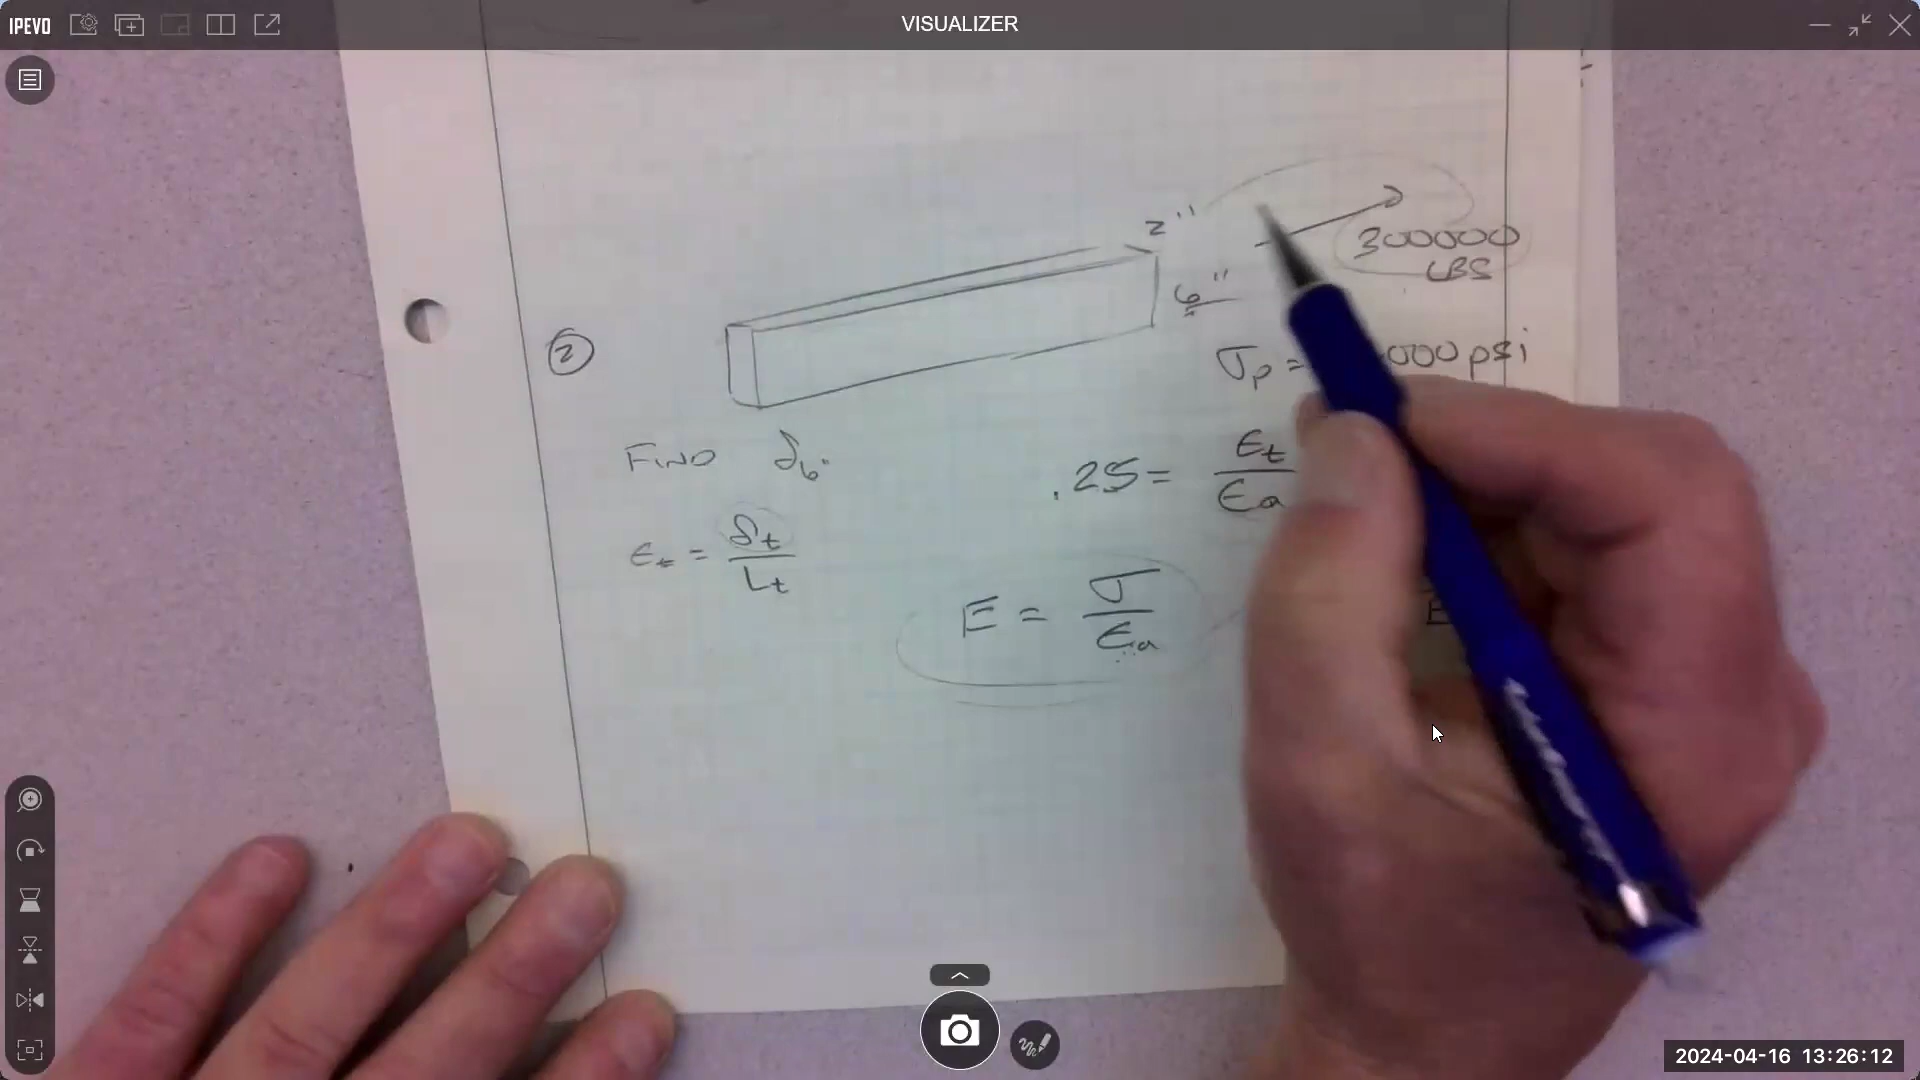 IPEVO
VISUALIZER
2"
300000
LBS
6"
②
σp = 000 psi
FIND δ6"
.25 = εt / εa
εt = δt / Lt
E = σ / εa
E
2024-04-16 13:26:12